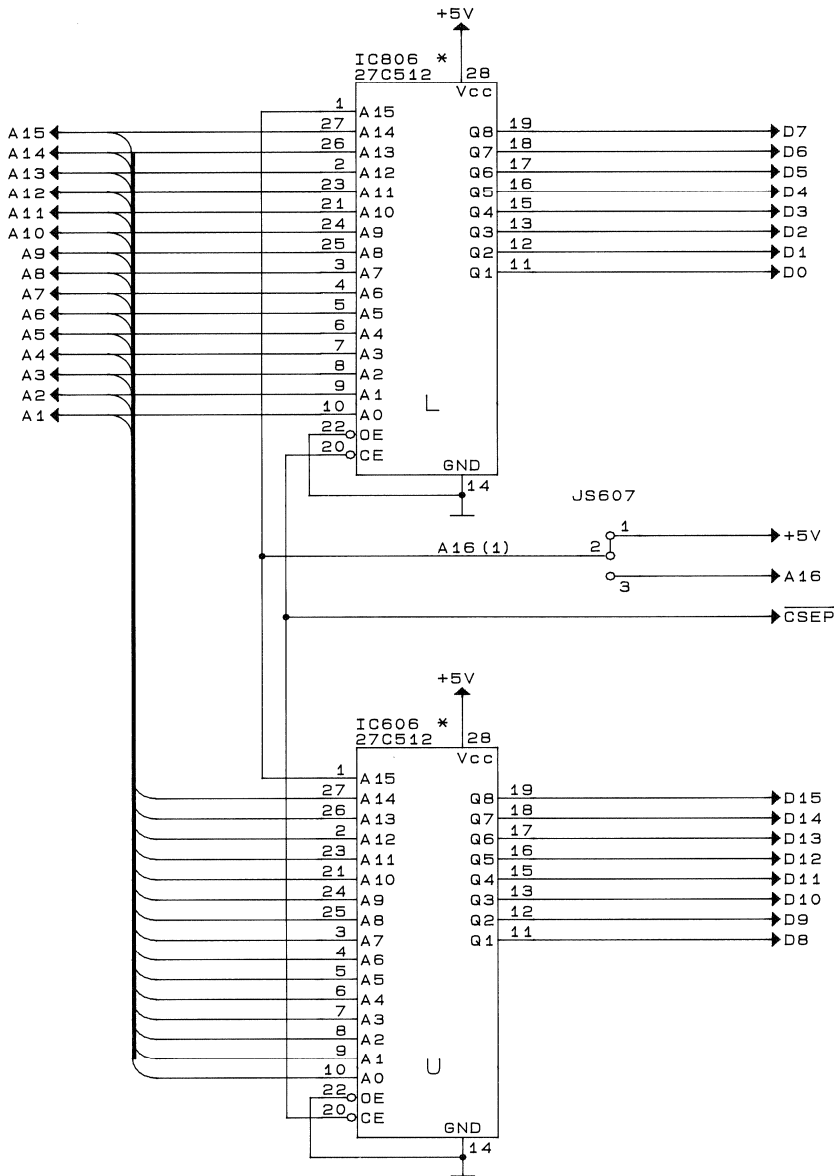 +5V
IC806 *
27C512
28
Vcc
1 A15
A15 27 A14 Q8 19 D7
A14 26 A13 Q7 18 D6
A13 2 A12 Q6 17 D5
A12 23 A11 Q5 16 D4
A11 21 A10 Q4 15 D3
A10 24 A9 Q3 13 D2
A9 25 A8 Q2 12 D1
A8 3 A7 Q1 11 D0
A7 4 A6
A6 5 A5
A5 6 A4
A4 7 A3
A3 8 A2
A2 9 A1
A1 10 A0
L
22 OE
20 CE
GND
14
JS607
1 +5V
A16(1) 2
3 A16
CSEP
+5V
IC606 *
27C512
28
Vcc
1 A15
27 A14 Q8 19 D15
26 A13 Q7 18 D14
2 A12 Q6 17 D13
23 A11 Q5 16 D12
21 A10 Q4 15 D11
24 A9 Q3 13 D10
25 A8 Q2 12 D9
3 A7 Q1 11 D8
4 A6
5 A5
6 A4
7 A3
8 A2
9 A1
U
10 A0
22 OE
20 CE
GND
14